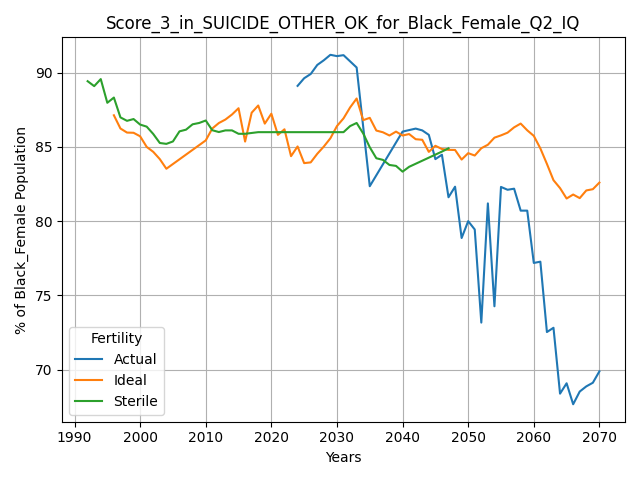 Score_3_in_SUICIDE_OTHER_OK_for_Black_Female_Q2_IQ
% of Black_Female Population
90
85
80
75
70
Fertility
Actual
Ideal
Sterile
1990 2000 2010 2020 2030 2040 2050 2060 2070
Years